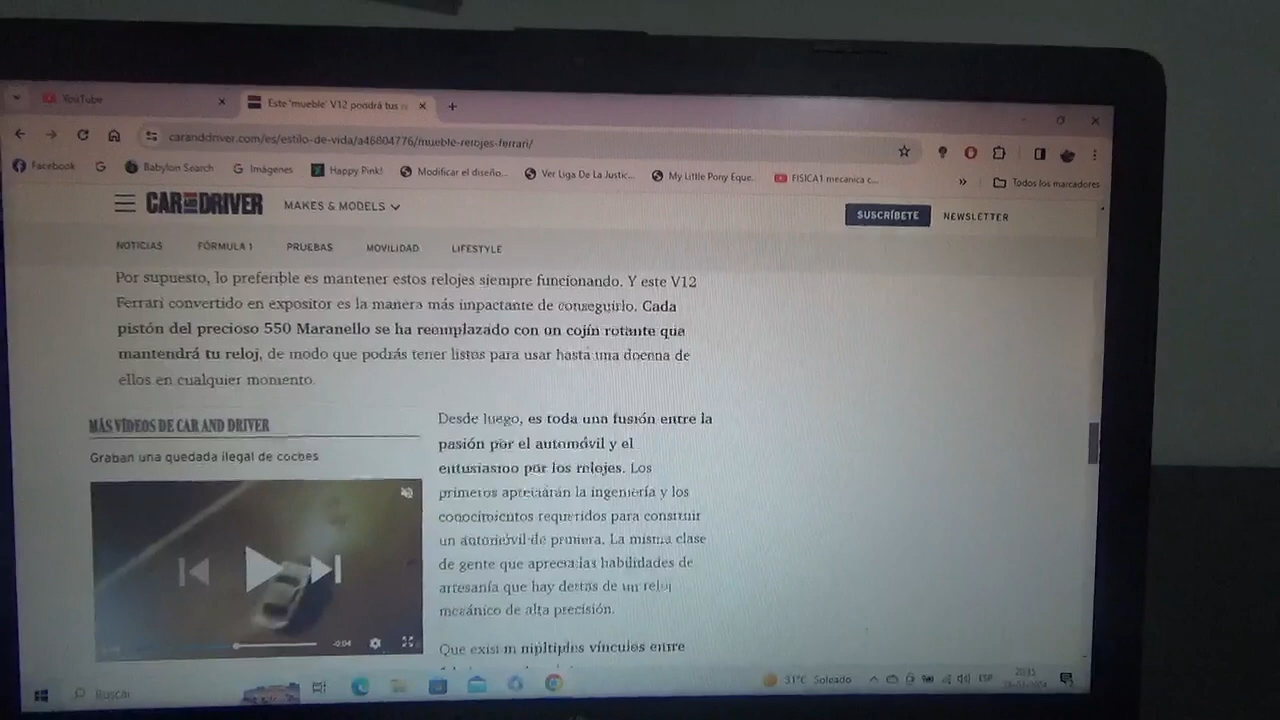 YouTube
Este 'mueble' V12 pondrá tus
caranddriver.com/es/estilo-de-vida/a46804776/mueble-relojes-ferrari/
Facebook
Babylon Search
Imágenes
Happy Pink!
Modificar el diseño...
Ver Liga De La Justic...
My Little Pony Eque...
FISICA1 mecanica c...
Todos los marcadores
CAR AND DRIVER
MAKES & MODELS
SUSCRÍBETE
NEWSLETTER
NOTICIAS
FÓRMULA 1
PRUEBAS
MOVILIDAD
LIFESTYLE
Por supuesto, lo preferible es mantener estos relojes siempre funcionando. Y este V12
Ferrari convertido en expositor es la manera más impactante de conseguirlo. Cada
pistón del precioso 550 Maranello se ha reemplazado con un cojín rotante que
mantendrá tu reloj, de modo que podrás tener listos para usar hasta una docena de
ellos en cualquier momento.
MÁS VÍDEOS DE CAR AND DRIVER
Graban una quedada ilegal de coches
-0:04
Desde luego, es toda una fusión entre la
pasión por el automóvil y el
entusiasmo por los relojes. Los
primeros apreciarán la ingeniería y los
conocimientos requeridos para construir
un automóvil de primera. La misma clase
de gente que aprecia las habilidades de
artesanía que hay detrás de un reloj
mecánico de alta precisión.
Que existan múltiples vínculos entre
Buscar
31°C Soleado
ESP
20:35